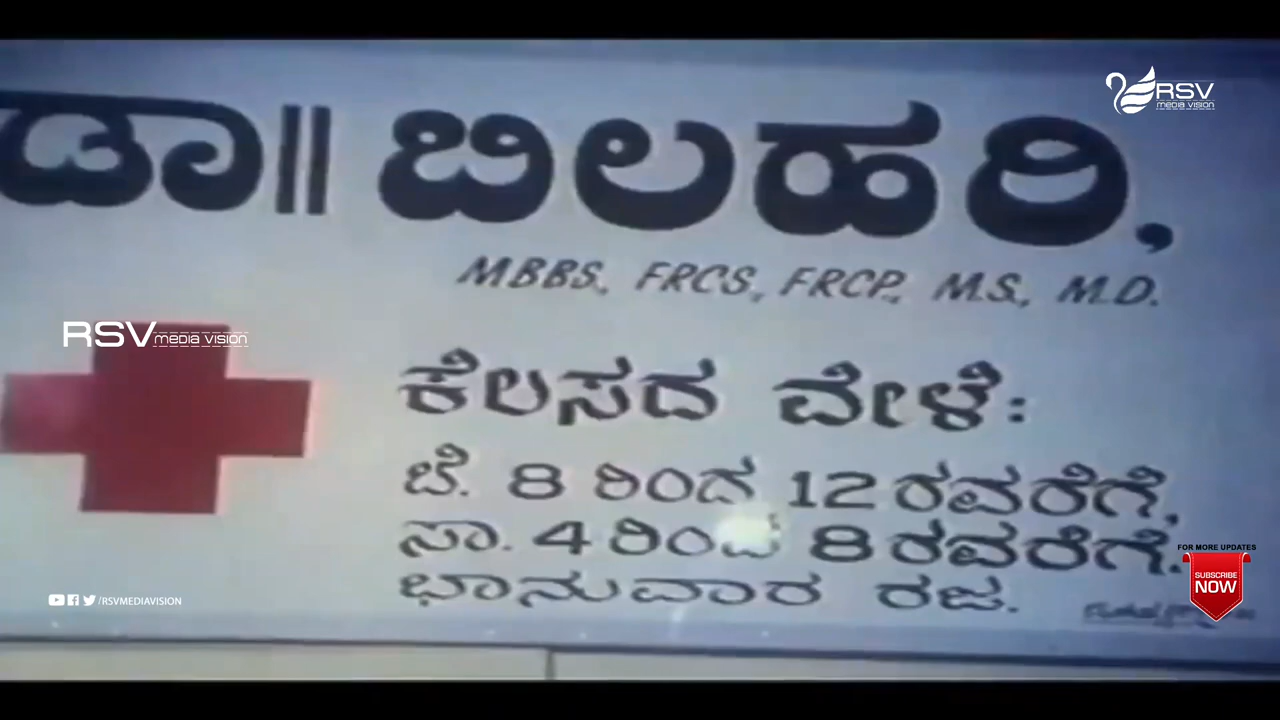 ಡಾ|| ಬಿಲಹರಿ,
MBBS., FRCS., FRCP., M.S., M.D.
ಕೆಲಸದ ವೇಳೆ:
ಬೆ. 8 ರಿಂದ 12 ರವರೆಗೆ,
ಸಾ. 4 ರಿಂದ 8 ರವರೆಗೆ.
ಭಾನುವಾರ ರಜ.
RSV
media vision
RSV media vision
/RSVMEDIAVISION
FOR MORE UPDATES
SUBSCRIBE
NOW